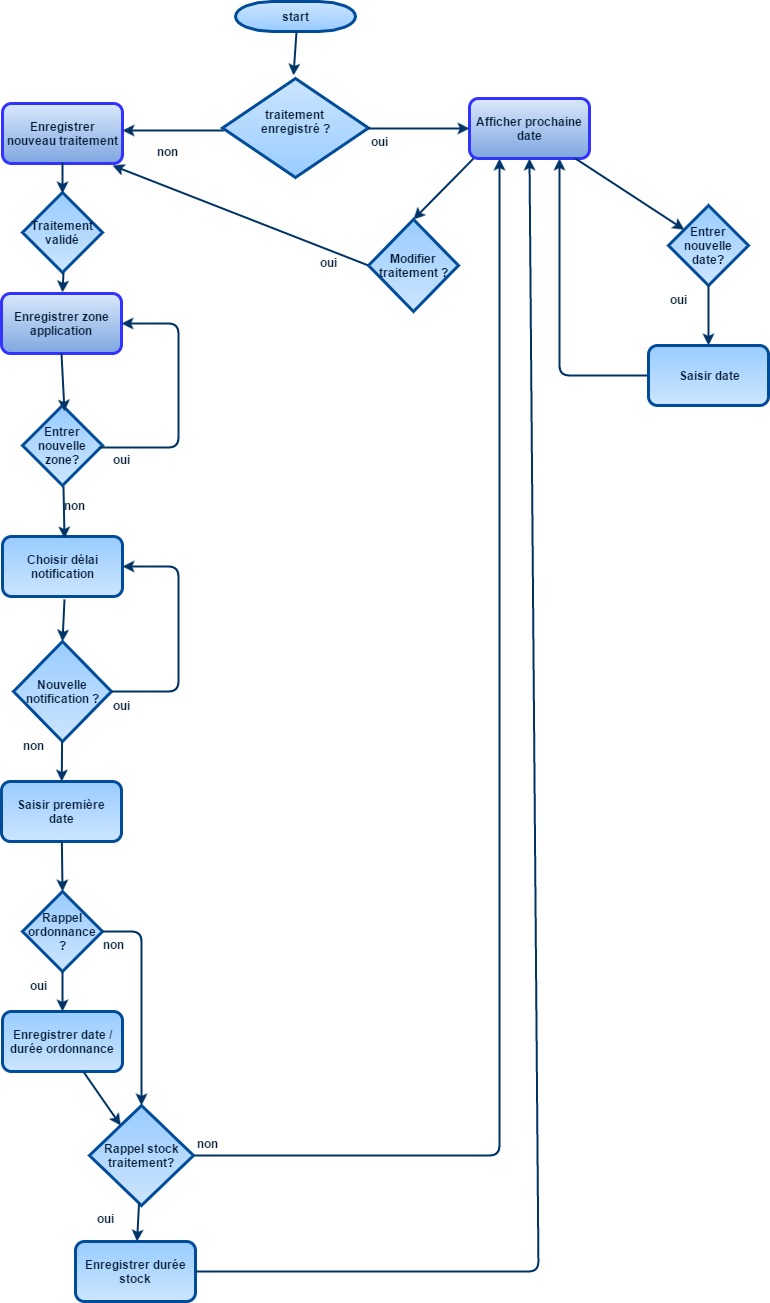 start
traitement
enregistré ?
non
oui
Enregistrer
nouveau traitement
Afficher prochaine
date
Traitement
validé
Modifier
traitement ?
oui
Entrer
nouvelle
date?
oui
Saisir date
Enregistrer zone
application
Entrer
nouvelle
zone?
oui
non
Choisir délai
notification
Nouvelle
notification ?
oui
non
Saisir première
date
Rappel
ordonnance
?
non
oui
Enregistrer date /
durée ordonnance
Rappel stock
traitement?
non
oui
Enregistrer durée
stock